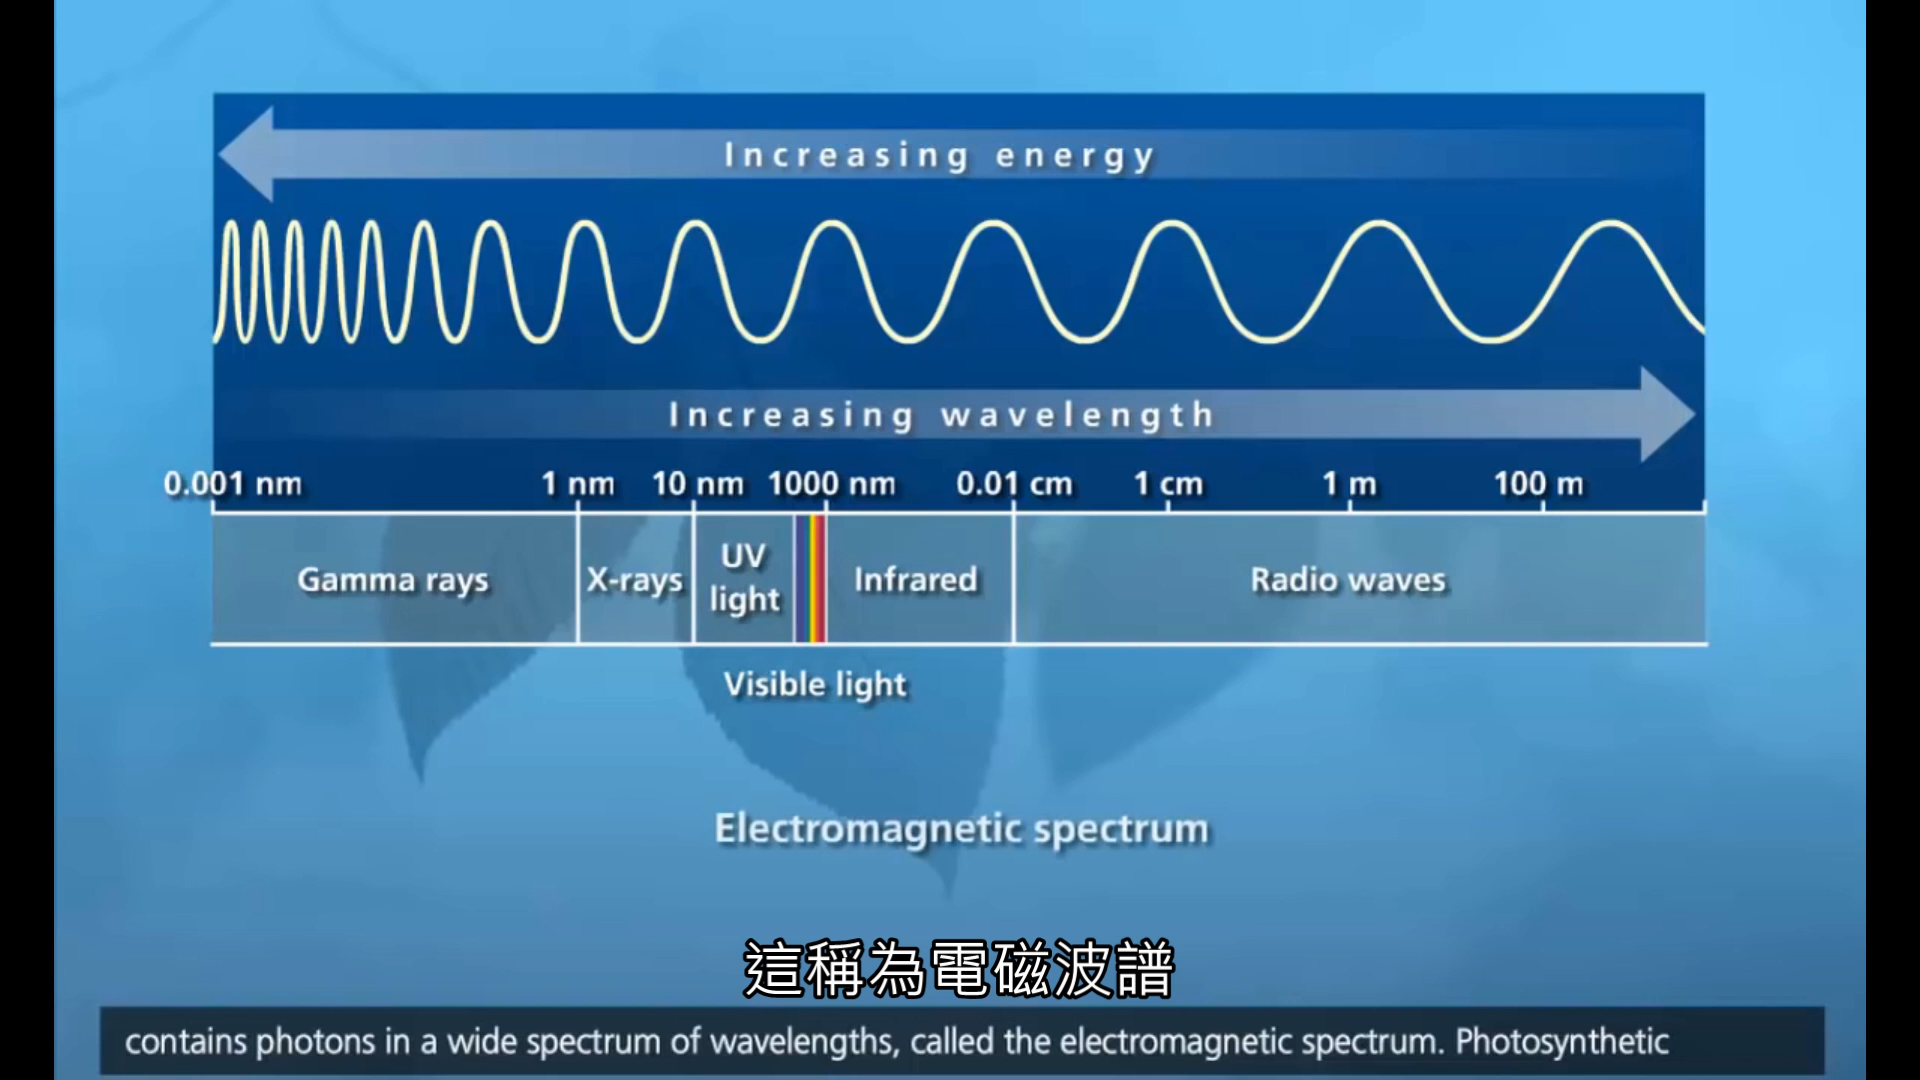 Increasing energy
Increasing wavelength
0.001 nm 1 nm 10 nm 1000 nm 0.01 cm 1 cm 1 m 100 m
Gamma rays X-rays UV light Infrared Radio waves
Visible light
Electromagnetic spectrum
這稱為電磁波譜
contains photons in a wide spectrum of wavelengths, called the electromagnetic spectrum. Photosynthetic